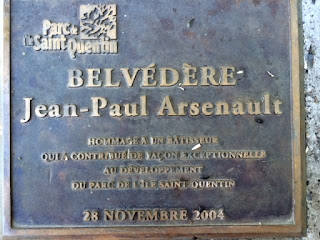 Parc de
l'île
Saint Quentin
BELVÉDÈRE
Jean-Paul Arsenault
HOMMAGE À UN BÂTISSEUR
QUI A CONTRIBUÉ DE FAÇON EXCEPTIONNELLE
AU DÉVELOPPEMENT
DU PARC DE L'ÎLE SAINT QUENTIN
28 NOVEMBRE 2004